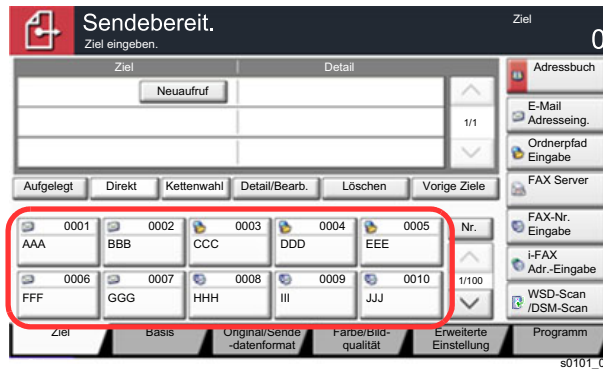 Sendebereit.
Ziel eingeben.
Ziel
0
Ziel Detail
Neuaufruf
1/1
Aufgelegt Direkt Kettenwahl Detail/Bearb. Löschen Vorige Ziele
0001 AAA
0002 BBB
0003 CCC
0004 DDD
0005 EEE
Nr.
0006 FFF
0007 GGG
0008 HHH
0009 III
0010 JJJ
1/100
Adressbuch
E-Mail
Adresseing.
Ordnerpfad
Eingabe
FAX Server
FAX-Nr.
Eingabe
i-FAX
Adr.-Eingabe
WSD-Scan
/DSM-Scan
Ziel
Basis
Original/Sende
-datenformat
Farbe/Bild-
qualität
Erweiterte
Einstellung
Programm
s0101_0